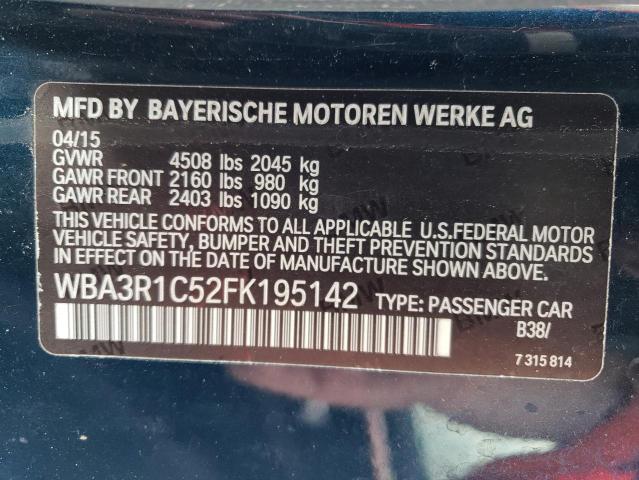 MFD BY BAYERISCHE MOTOREN WERKE AG
04/15
GVWR 4508 lbs 2045 kg
GAWR FRONT 2160 lbs 980 kg
GAWR REAR 2403 lbs 1090 kg
THIS VEHICLE CONFORMS TO ALL APPLICABLE U.S.FEDERAL MOTOR
VEHICLE SAFETY, BUMPER AND THEFT PREVENTION STANDARDS
IN EFFECT ON THE DATE OF MANUFACTURE SHOWN ABOVE.
WBA3R1C52FK195142 TYPE: PASSENGER CAR
B38/
7 315 814